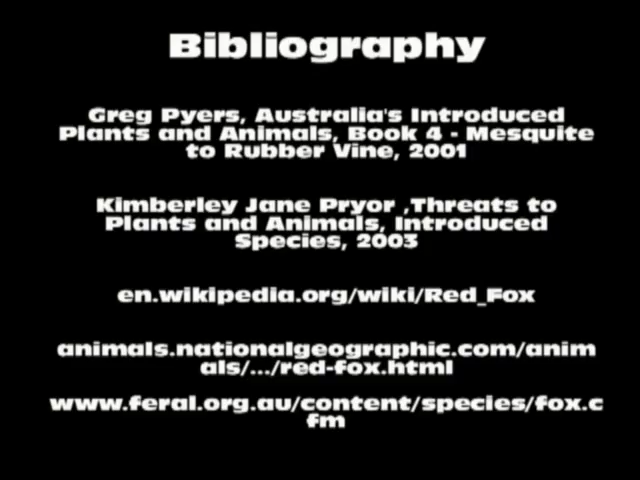 Bibliography
Greg Pyers, Australia's Introduced
Plants and Animals, Book 4 - Mesquite
to Rubber Vine, 2001
Kimberley Jane Pryor ,Threats to
Plants and Animals, Introduced
Species, 2003
en.wikipedia.org/wiki/Red_Fox
animals.nationalgeographic.com/anim
als/.../red-fox.html
www.feral.org.au/content/species/fox.c
fm